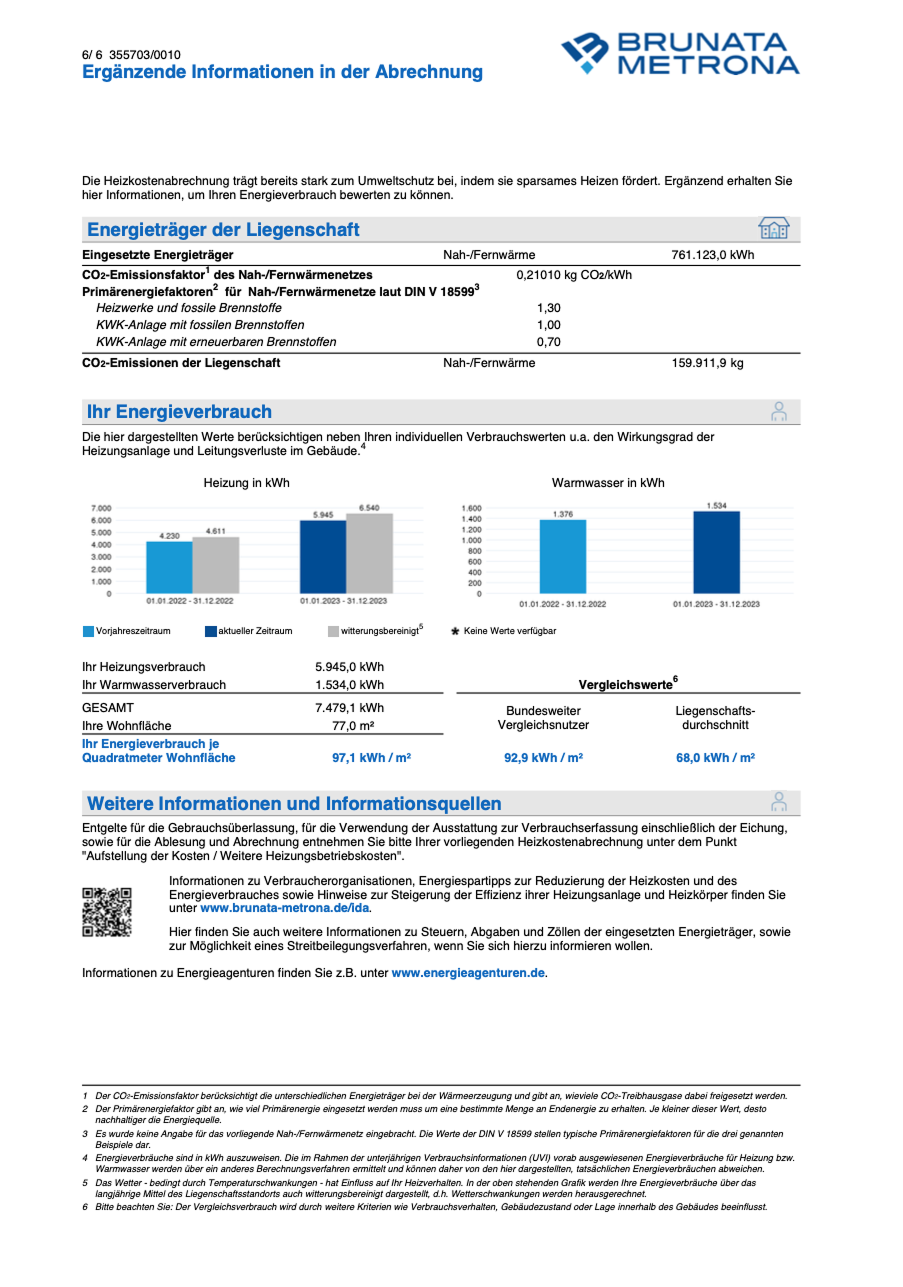 6/ 6 355703/0010
Ergänzende Informationen in der Abrechnung
BRUNATA
METRONA
Die Heizkostenabrechnung trägt bereits stark zum Umweltschutz bei, indem sie sparsames Heizen fördert. Ergänzend erhalten Sie
hier Informationen, um Ihren Energieverbrauch bewerten zu können.
Energieträger der Liegenschaft
Eingesetzte Energieträger Nah-/Fernwärme 761.123,0 kWh
CO2-Emissionsfaktor1 des Nah-/Fernwärmenetzes 0,21010 kg CO2/kWh
Primärenergiefaktoren2 für Nah-/Fernwärmenetze laut DIN V 185993
Heizwerke und fossile Brennstoffe 1,30
KWK-Anlage mit fossilen Brennstoffen 1,00
KWK-Anlage mit erneuerbaren Brennstoffen 0,70
CO2-Emissionen der Liegenschaft Nah-/Fernwärme 159.911,9 kg
Ihr Energieverbrauch
Die hier dargestellten Werte berücksichtigen neben Ihren individuellen Verbrauchswerten u.a. den Wirkungsgrad der
Heizungsanlage und Leitungsverluste im Gebäude.4
Heizung in kWh
7.000
6.000
5.000
4.000
3.000
2.000
1.000
0
4.230
4.611
5.945
6.540
01.01.2022 - 31.12.2022
01.01.2023 - 31.12.2023
Warmwasser in kWh
1.600
1.400
1.200
1.000
800
600
400
200
0
1.376
1.534
01.01.2022 - 31.12.2022
01.01.2023 - 31.12.2023
Vorjahreszeitraum aktueller Zeitraum witterungsbereinigt5 * Keine Werte verfügbar
Ihr Heizungsverbrauch 5.945,0 kWh
Ihr Warmwasserverbrauch 1.534,0 kWh
GESAMT 7.479,1 kWh
Ihre Wohnfläche 77,0 m²
Ihr Energieverbrauch je
Quadratmeter Wohnfläche 97,1 kWh / m²
Vergleichswerte6
Bundesweiter
Vergleichsnutzer
92,9 kWh / m²
Liegenschafts-
durchschnitt
68,0 kWh / m²
Weitere Informationen und Informationsquellen
Entgelte für die Gebrauchsüberlassung, für die Verwendung der Ausstattung zur Verbrauchserfassung einschließlich der Eichung,
sowie für die Ablesung und Abrechnung entnehmen Sie bitte Ihrer vorliegenden Heizkostenabrechnung unter dem Punkt
"Aufstellung der Kosten / Weitere Heizungsbetriebskosten".
Informationen zu Verbraucherorganisationen, Energiespartipps zur Reduzierung der Heizkosten und des
Energieverbrauches sowie Hinweise zur Steigerung der Effizienz ihrer Heizungsanlage und Heizkörper finden Sie
unter www.brunata-metrona.de/ida.
Hier finden Sie auch weitere Informationen zu Steuern, Abgaben und Zöllen der eingesetzten Energieträger, sowie
zur Möglichkeit eines Streitbeilegungsverfahren, wenn Sie sich hierzu informieren wollen.
Informationen zu Energieagenturen finden Sie z.B. unter www.energieagenturen.de.
1 Der CO2-Emissionsfaktor berücksichtigt die unterschiedlichen Energieträger bei der Wärmeerzeugung und gibt an, wieviele CO2-Treibhausgase dabei freigesetzt werden.
2 Der Primärenergiefaktor gibt an, wie viel Primärenergie eingesetzt werden muss um eine bestimmte Menge an Endenergie zu erhalten. Je kleiner dieser Wert, desto
nachhaltiger die Energiequelle.
3 Es wurde keine Angabe für das vorliegende Nah-/Fernwärmenetz eingebracht. Die Werte der DIN V 18599 stellen typische Primärenergiefaktoren für die drei genannten
Beispiele dar.
4 Energieverbräuche sind in kWh auszuweisen. Die im Rahmen der unterjährigen Verbrauchsinformationen (UVI) vorab ausgewiesenen Energieverbräuche für Heizung bzw.
Warmwasser werden über ein anderes Berechnungsverfahren ermittelt und können daher von den hier dargestellten, tatsächlichen Energieverbräuchen abweichen.
5 Das Wetter - bedingt durch Temperaturschwankungen - hat Einfluss auf Ihr Heizverhalten. In der oben stehenden Grafik werden Ihre Energieverbräuche über das
langjährige Mittel des Liegenschaftsstandorts auch witterungsbereinigt dargestellt, d.h. Wetterschwankungen werden herausgerechnet.
6 Bitte beachten Sie: Der Vergleichsverbrauch wird durch weitere Kriterien wie Verbrauchsverhalten, Gebäudezustand oder Lage innerhalb des Gebäudes beeinflusst.